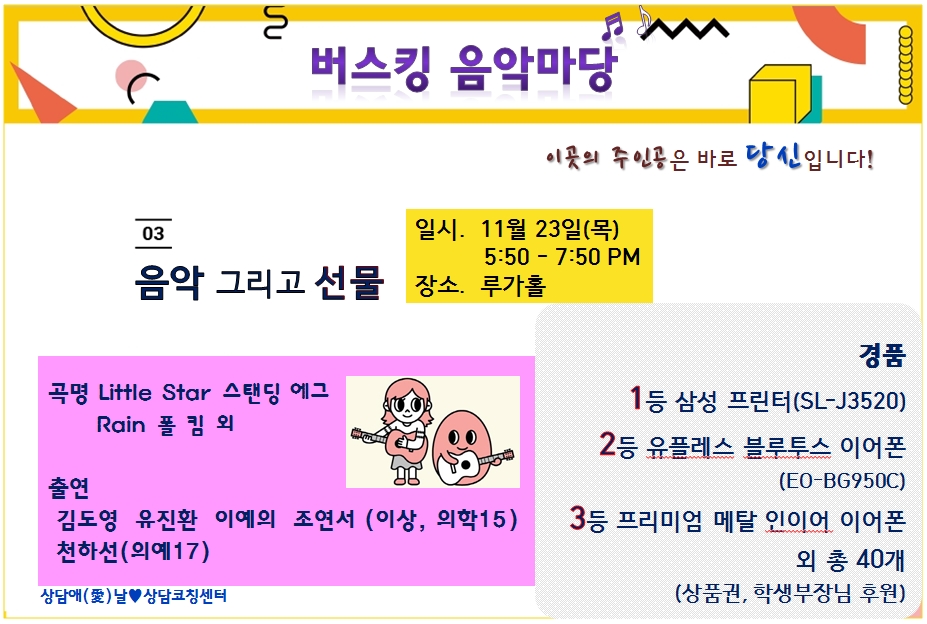 버스킹 음악마당
이곳의 주인공은 바로 당신입니다!
03
음악 그리고 선물
일시. 11월 23일(목)
5:50 - 7:50 PM
장소. 루가홀
곡명 Little Star 스탠딩 에그
Rain 폴 킴 외
출연
김도영 유진환 이예의 조연서 (이상, 의학15)
천하선(의예17)
상담애(愛)날♥상담코칭센터
경품
1등 삼성 프린터(SL-J3520)
2등 유플레스 블루투스 이어폰
(EO-BG950C)
3등 프리미엄 메탈 인이어 이어폰
외 총 40개
(상품권, 학생부장님 후원)